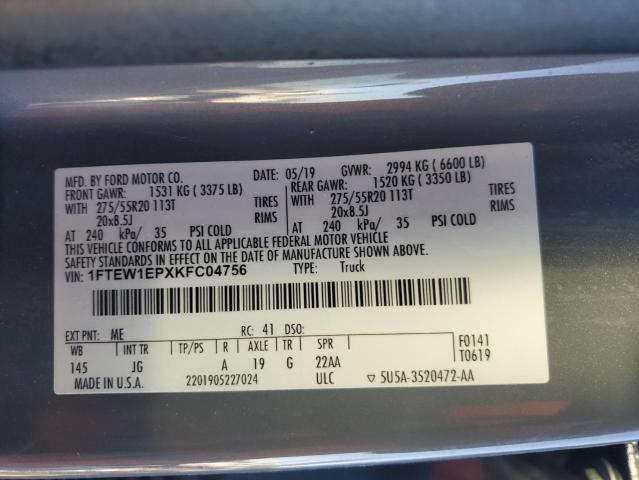 MFD. BY FORD MOTOR CO. DATE: 05/19 GVWR: 2994 KG ( 6600 LB)
FRONT GAWR: 1531 KG ( 3375 LB) REAR GAWR: 1520 KG ( 3350 LB)
WITH 275/55R20 113T TIRES WITH 275/55R20 113T TIRES
20x8.5J RIMS 20x8.5J RIMS
AT 240 kPa/ 35 PSI COLD AT 240 kPa/ 35 PSI COLD
THIS VEHICLE CONFORMS TO ALL APPLICABLE FEDERAL MOTOR VEHICLE
SAFETY STANDARDS IN EFFECT ON THE DATE OF MANUFACTURE SHOWN ABOVE.
VIN: 1FTEW1EPXKFC04756 TYPE: Truck
EXT PNT: ME RC: 41 DSO: F0141
WB INT TR TP/PS R AXLE TR SPR T0619
145 JG A 19 G 22AA
MADE IN U.S.A. 2201905227024 ULC ▽ 5U5A-3520472-AA